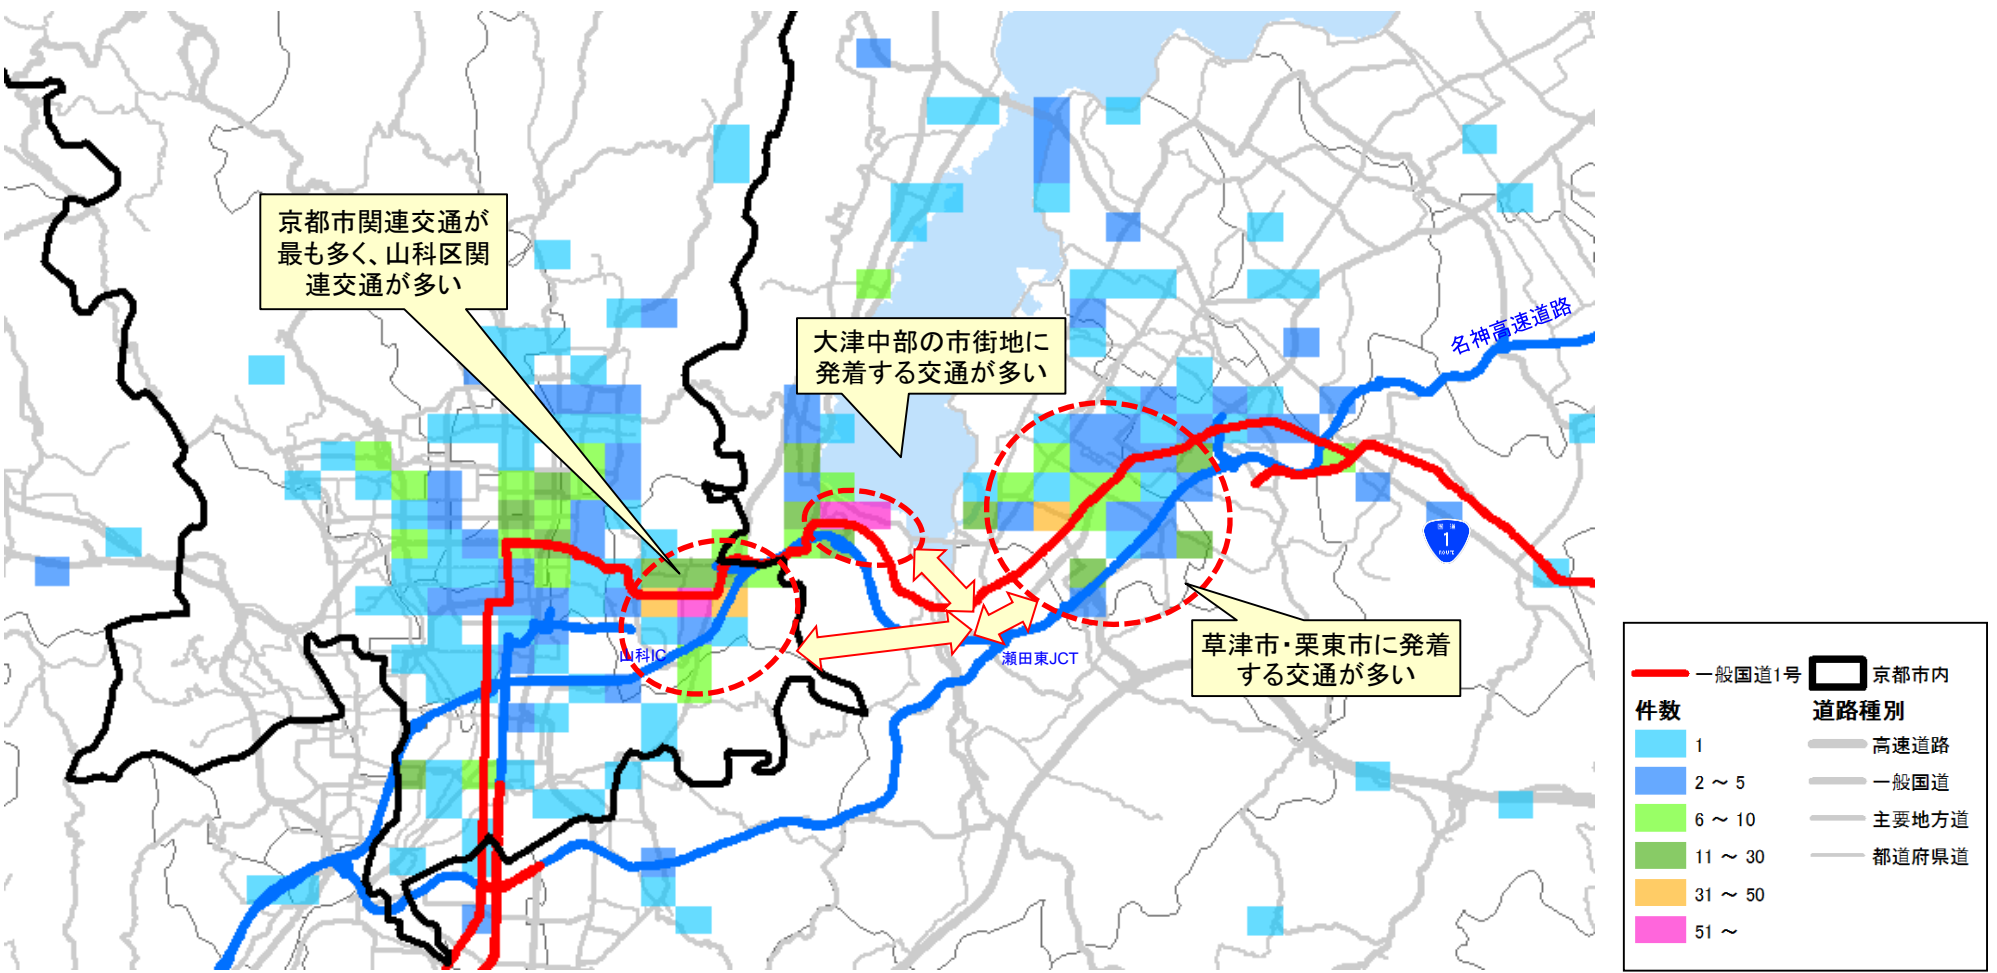 京都市関連交通が
最も多く、山科区関
連交通が多い
大津中部の市街地に
発着する交通が多い
名神高速道路
国道
1
ROUTE
山科IC
瀬田東JCT
草津市・栗東市に発着
する交通が多い
一般国道1号
京都市内
件数
1
2 ～ 5
6 ～ 10
11 ～ 30
31 ～ 50
51 ～
道路種別
高速道路
一般国道
主要地方道
都道府県道